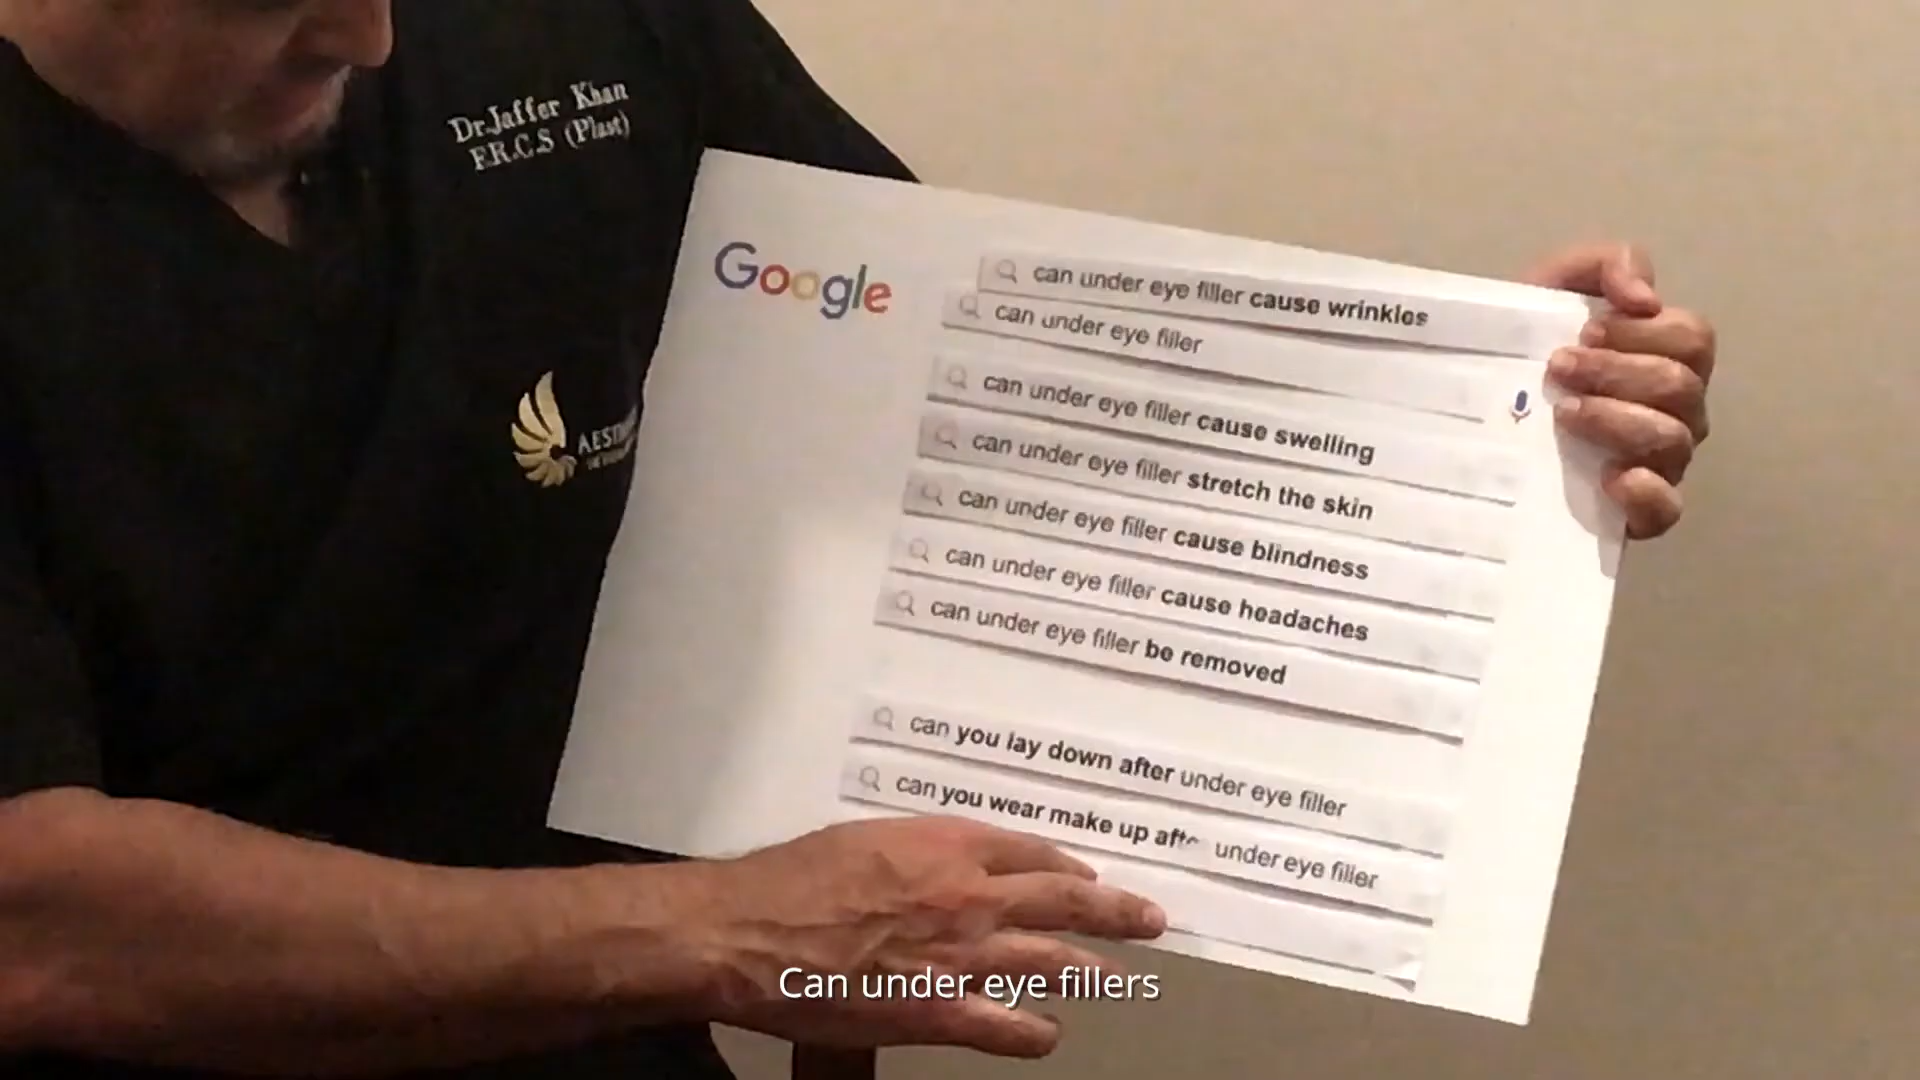 Dr.Jaffer Khan
F.R.C.S (Plast)
Google
can under eye filler cause wrinkles
can under eye filler
can under eye filler cause swelling
can under eye filler stretch the skin
can under eye filler cause blindness
can under eye filler cause headaches
can under eye filler be removed
can you lay down after under eye filler
can you wear make up under eye filler
Can under eye fillers